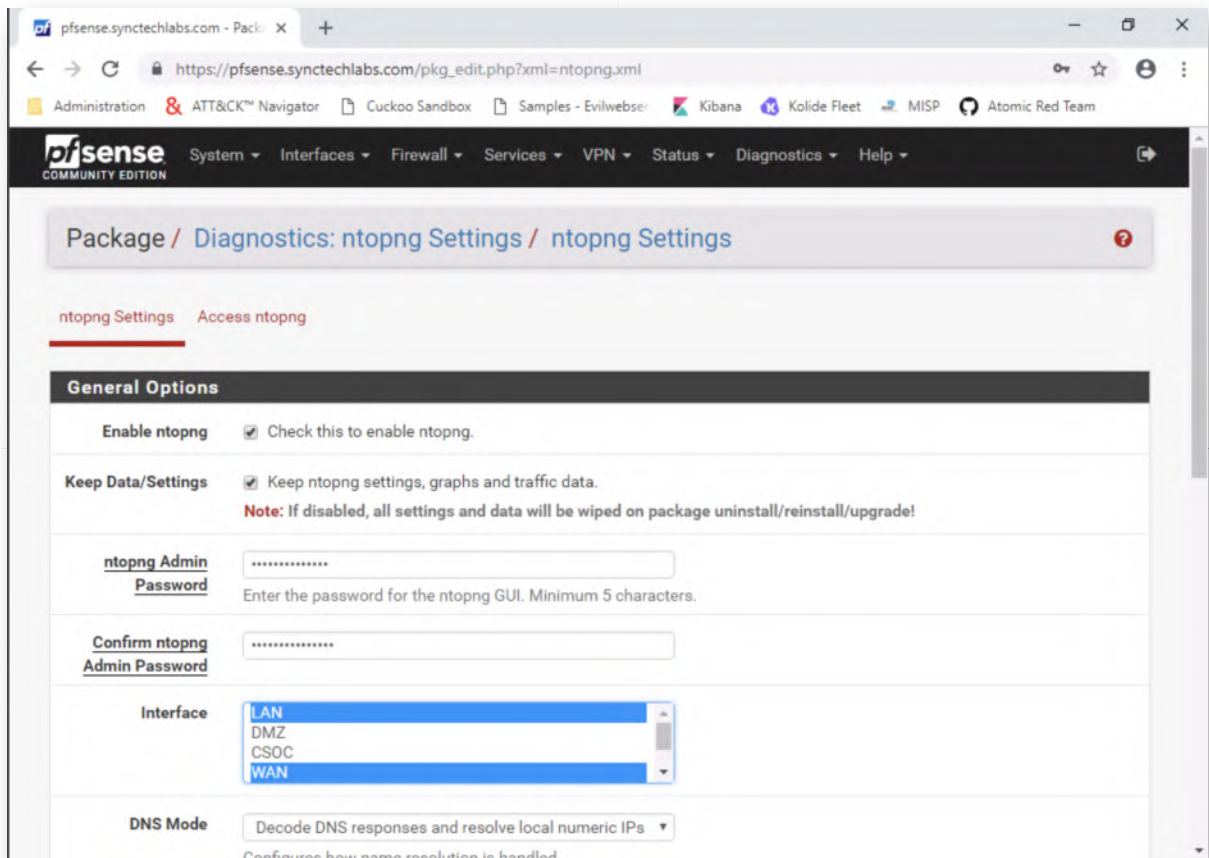 pfsense.synctechlabs.com - Pack
https://pfsense.synctechlabs.com/pkg_edit.php?xml=ntopng.xml
Administration ATT&CK™ Navigator Cuckoo Sandbox Samples - Evilwebser Kibana Kolide Fleet MISP Atomic Red Team
pfsense System Interfaces Firewall Services VPN Status Diagnostics Help
COMMUNITY EDITION
Package / Diagnostics: ntopng Settings / ntopng Settings
ntopng Settings Access ntopng
General Options
Enable ntopng Check this to enable ntopng.
Keep Data/Settings Keep ntopng settings, graphs and traffic data.
Note: If disabled, all settings and data will be wiped on package uninstall/reinstall/upgrade!
ntopng Admin
Password
Enter the password for the ntopng GUI. Minimum 5 characters.
Confirm ntopng
Admin Password
Interface LAN
DMZ
CSOC
WAN
DNS Mode Decode DNS responses and resolve local numeric IPs
Configures how name resolution is handled